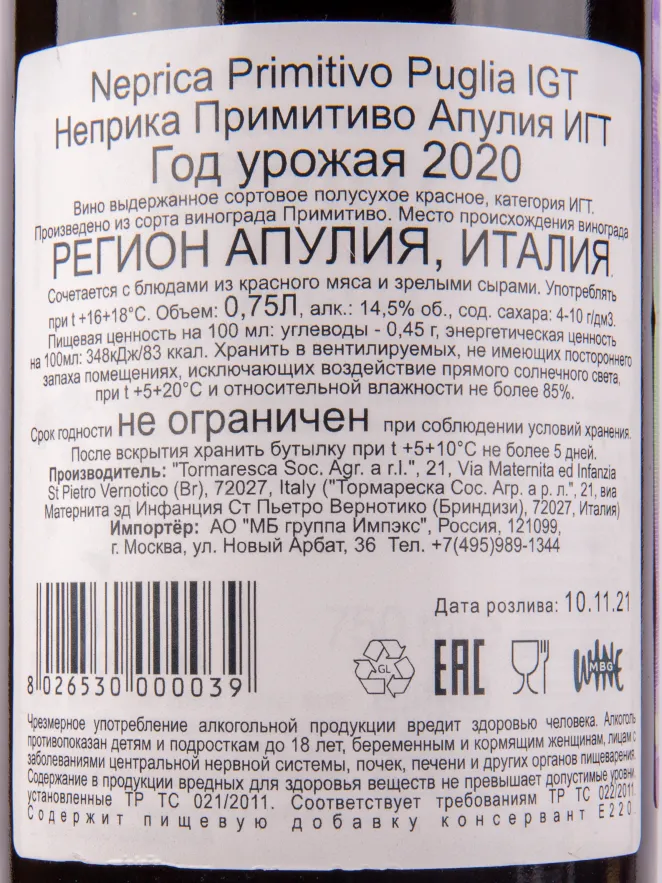 Neprica Primitivo Puglia IGT
Неприка Примитиво Апулия ИГТ
Год урожая 2020
Вино выдержанное сортовое полусухое красное, категория ИГТ.
Произведено из сорта винограда Примитиво. Место происхождения винограда
РЕГИОН АПУЛИЯ, ИТАЛИЯ.
Сочетается с блюдами из красного мяса и зрелыми сырами. Употреблять
при t +16+18°С. Объем: 0,75Л, алк.: 14,5% об., сод. сахара: 4-10 г/дм3.
Пищевая ценность на 100 мл: углеводы - 0,45 г, энергетическая ценность
на 100мл: 348кДж/83 ккал. Хранить в вентилируемых, не имеющих постороннего
запаха помещениях, исключающих воздействие прямого солнечного света,
при t +5+20°С и относительной влажности не более 85%.
Срок годности не ограничен при соблюдении условий хранения.
После вскрытия хранить бутылку при t +5+10°С не более 5 дней.
Производитель: "Tormaresca Soc. Agr. a r.l.", 21, Via Maternita ed Infanzia
St Pietro Vernotico (Br), 72027, Italy ("Тормареска Сос. Агр. а р. л.", 21, виа
Матернита эд Инфанция Ст Пьетро Вернотико (Бриндизи), 72027, Италия)
Импортёр: АО "МБ группа Импэкс", Россия, 121099,
г. Москва, ул. Новый Арбат, 36 Тел. +7(495)989-1344
Дата розлива: 10.11.21
GL
EAC
WINE
MBG
8 026530 000039
Чрезмерное употребление алкогольной продукции вредит здоровью человека. Алкоголь
противопоказан детям и подросткам до 18 лет, беременным и кормящим женщинам, лицам с
заболеваниями центральной нервной системы, почек, печени и других органов пищеварения.
Содержание в продукции вредных для здоровья веществ не превышает допустимые уровни,
установленные ТР ТС 021/2011. Соответствует требованиям ТР ТС 022/2011.
Содержит пищевую добавку консервант Е220.